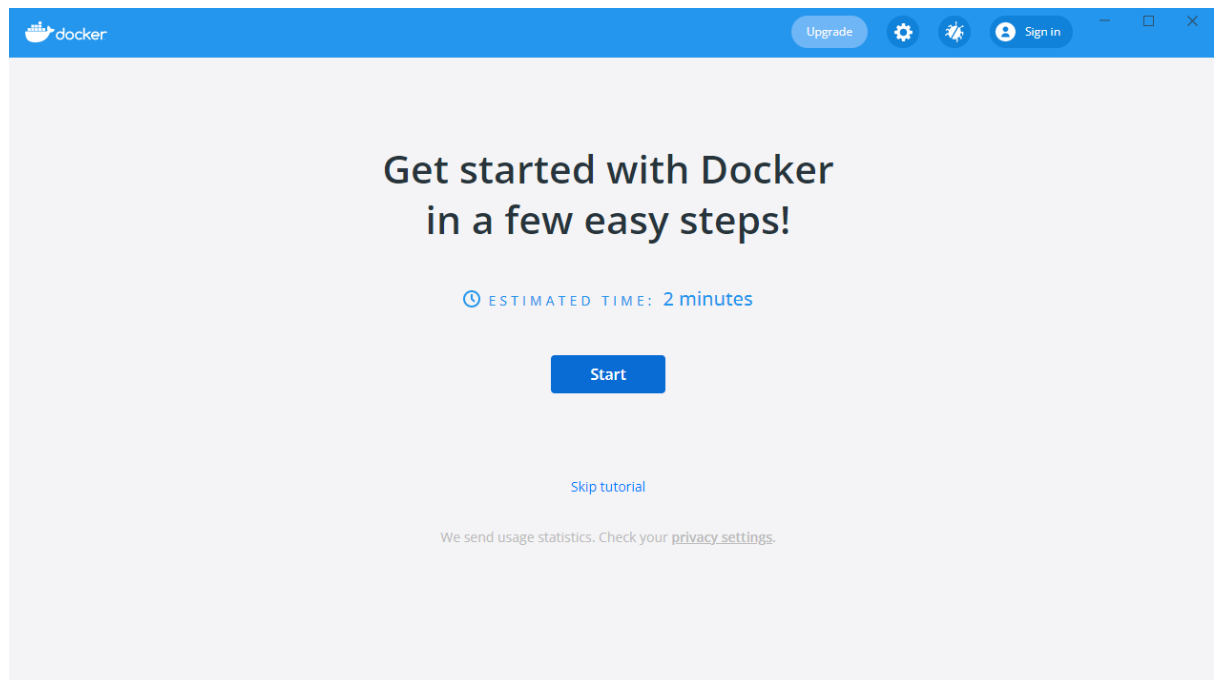 docker
Upgrade
Sign in
Get started with Docker
in a few easy steps!
ESTIMATED TIME: 2 minutes
Start
Skip tutorial
We send usage statistics. Check your privacy settings.